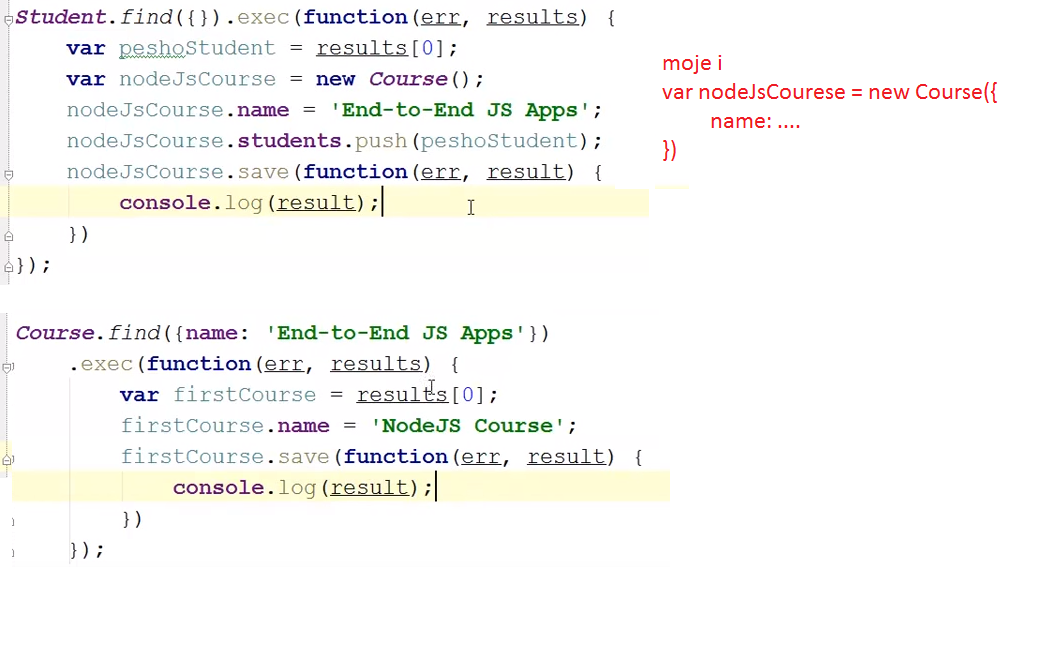 Student.find({}).exec(function(err, results) {
    var peshoStudent = results[0];
    var nodeJsCourse = new Course();
    nodeJsCourse.name = 'End-to-End JS Apps';
    nodeJsCourse.students.push(peshoStudent);
    nodeJsCourse.save(function(err, result) {
        console.log(result);
    })
});
moje i
var nodeJsCourese = new Course({
    name: ....
})
Course.find({name: 'End-to-End JS Apps'})
    .exec(function(err, results) {
        var firstCourse = results[0];
        firstCourse.name = 'NodeJS Course';
        firstCourse.save(function(err, result) {
            console.log(result);
        })
    });